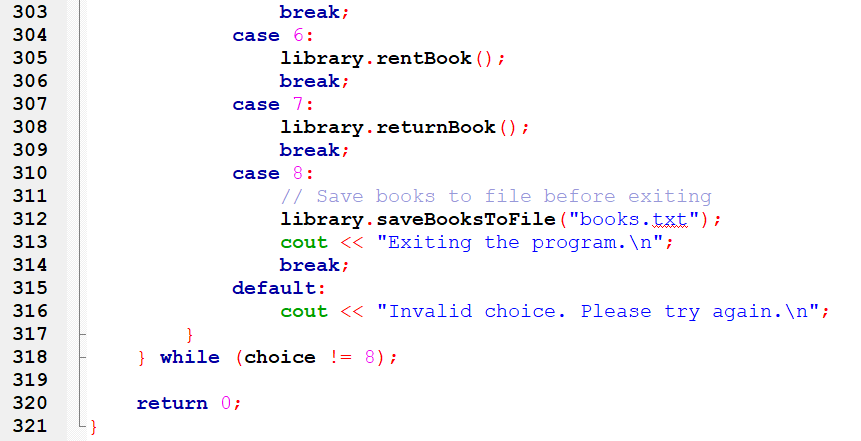 303                 break;
304             case 6:
305                 library.rentBook();
306                 break;
307             case 7:
308                 library.returnBook();
309                 break;
310             case 8:
311                 // Save books to file before exiting
312                 library.saveBooksToFile("books.txt");
313                 cout << "Exiting the program.\n";
314                 break;
315             default:
316                 cout << "Invalid choice. Please try again.\n";
317         }
318     } while (choice != 8);
319
320     return 0;
321 }